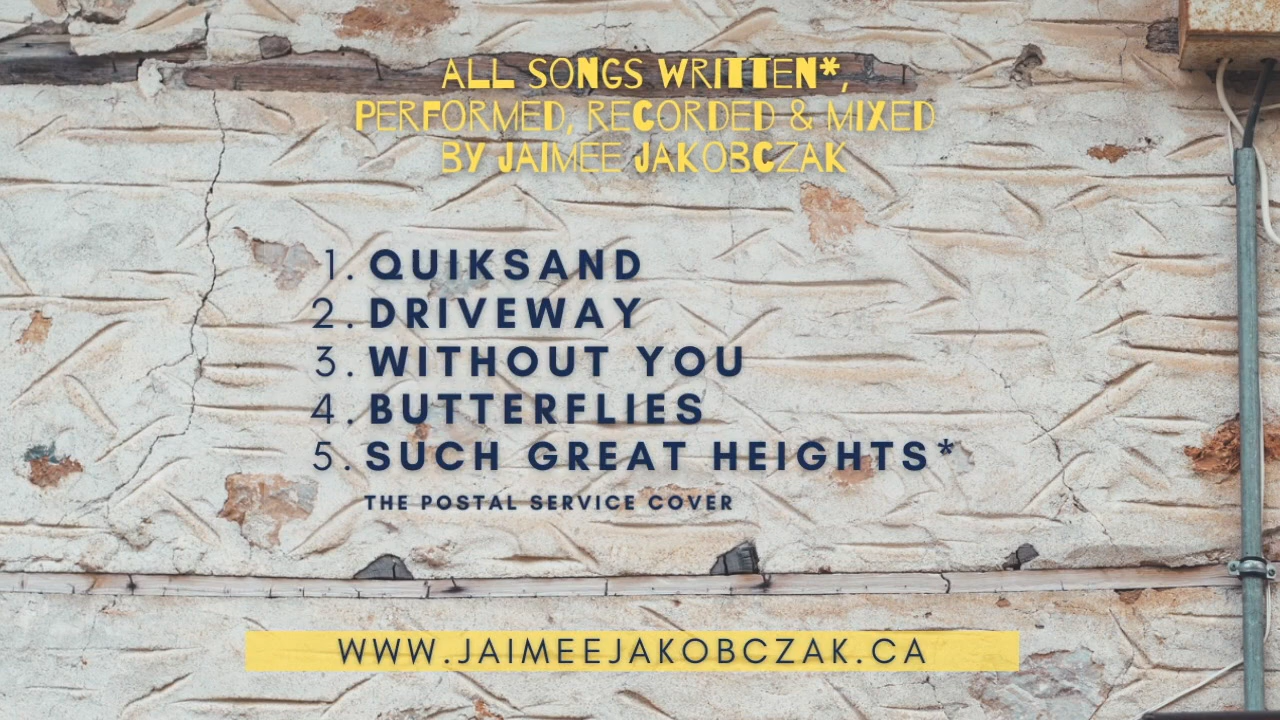 ALL SONGS WRITTEN*,
PERFORMED, RECORDED & MIXED
BY JAIMEE JAKOBCZAK
1. QUIKSAND
2. DRIVEWAY
3. WITHOUT YOU
4. BUTTERFLIES
5. SUCH GREAT HEIGHTS*
THE POSTAL SERVICE COVER
WWW.JAIMEEJAKOBCZAK.CA